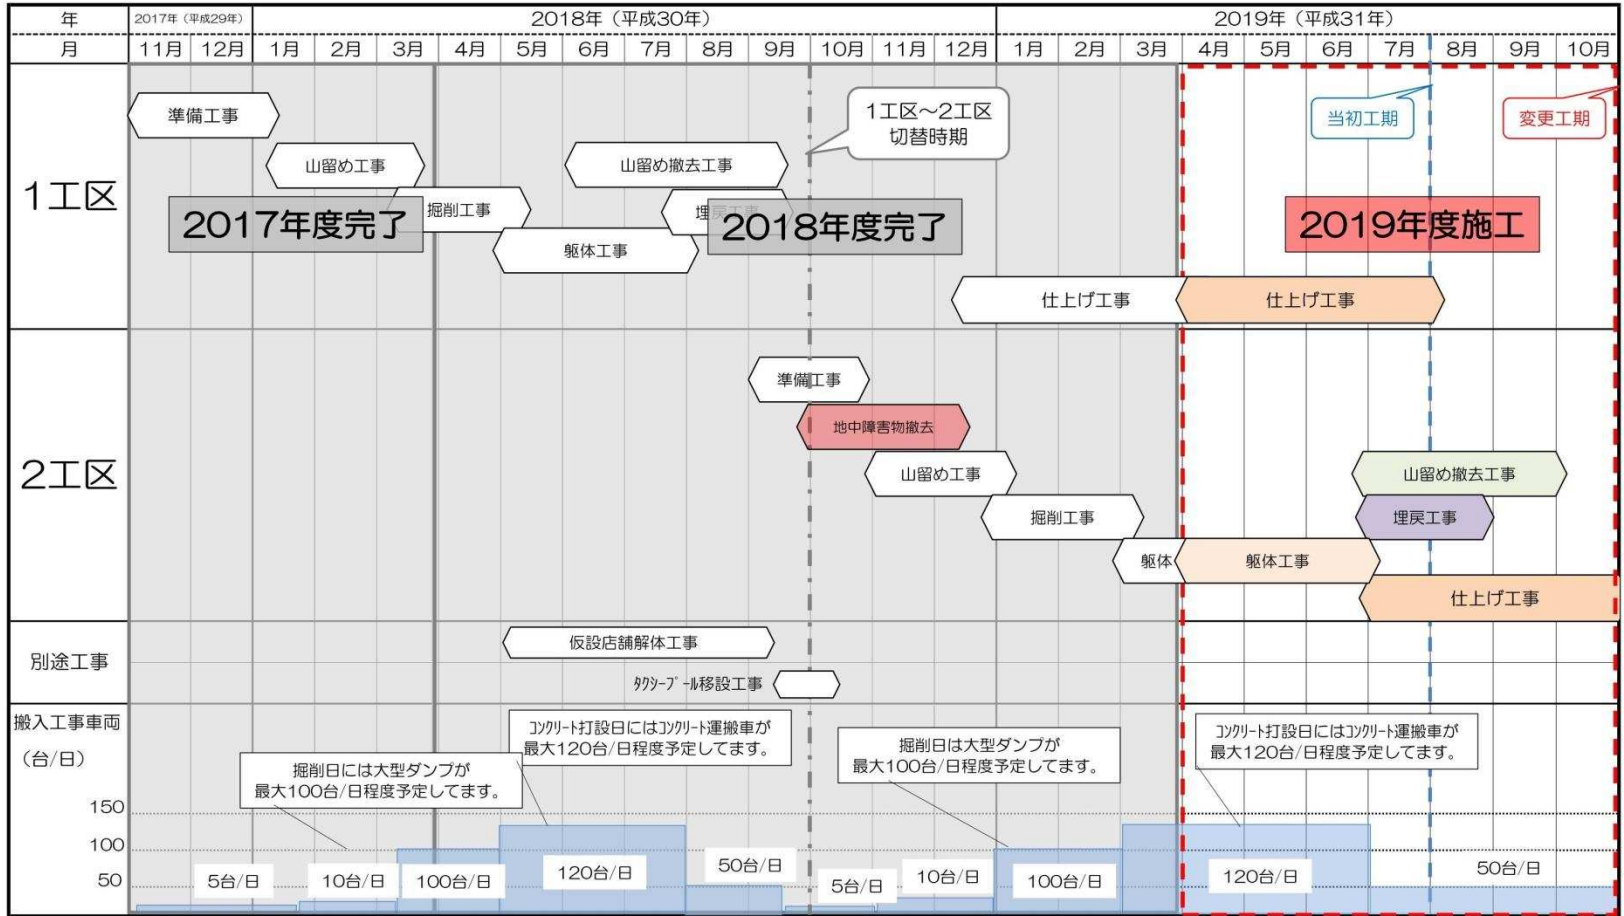 年
2017年（平成29年）
2018年（平成30年）
2019年（平成31年）
月
11月 12月 1月 2月 3月 4月 5月 6月 7月 8月 9月 10月 11月 12月 1月 2月 3月 4月 5月 6月 7月 8月 9月 10月
1工区
準備工事
山留め工事
掘削工事
躯体工事
山留め撤去工事
埋戻工事
1工区～2工区
切替時期
当初工期
変更工期
2017年度完了
2018年度完了
2019年度施工
仕上げ工事
仕上げ工事
2工区
準備工事
地中障害物撤去
山留め工事
掘削工事
躯体
躯体工事
山留め撤去工事
埋戻工事
仕上げ工事
別途工事
仮設店舗解体工事
ﾀｸｼｰﾌﾟｰﾙ移設工事
搬入工事車両
（台/日）
150
100
50
掘削日には大型ダンプが
最大100台/日程度予定してます。
ｺﾝｸﾘｰﾄ打設日にはｺﾝｸﾘｰﾄ運搬車が
最大120台/日程度予定してます。
掘削日は大型ダンプが
最大100台/日程度予定してます。
ｺﾝｸﾘｰﾄ打設日にはｺﾝｸﾘｰﾄ運搬車が
最大120台/日程度予定してます。
5台/日
10台/日
100台/日
120台/日
50台/日
5台/日
10台/日
100台/日
120台/日
50台/日